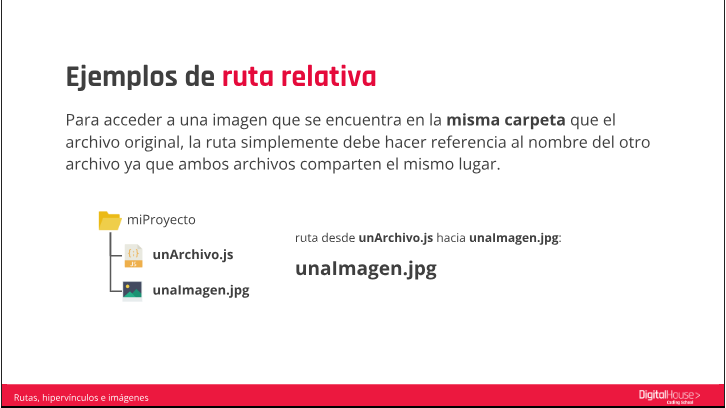 Ejemplos de ruta relativa
Para acceder a una imagen que se encuentra en la misma carpeta que el
archivo original, la ruta simplemente debe hacer referencia al nombre del otro
archivo ya que ambos archivos comparten el mismo lugar.
miProyecto
unArchivo.js
unaImagen.jpg
ruta desde unArchivo.js hacia unaImagen.jpg:
unaImagen.jpg
{;}
JS
Rutas, hipervínculos e imágenes
DigitalHouse>
Coding School